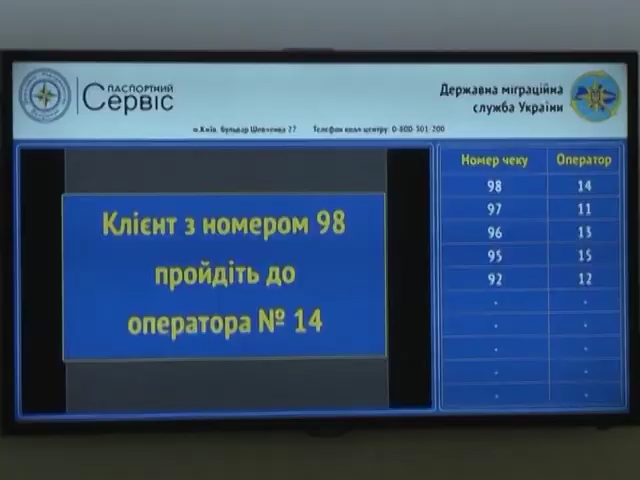 ПАСПОРТНИЙ
Сервіс
Державна міграційна
служба України
м.Київ, бульвар Шевченка 27 Телефон колл центру: 0-800-501-200
Клієнт з номером 98
пройдіть до
оператора № 14
Номер чеку Оператор
98 14
97 11
96 13
95 15
92 12
- -
- -
- -
- -
- -